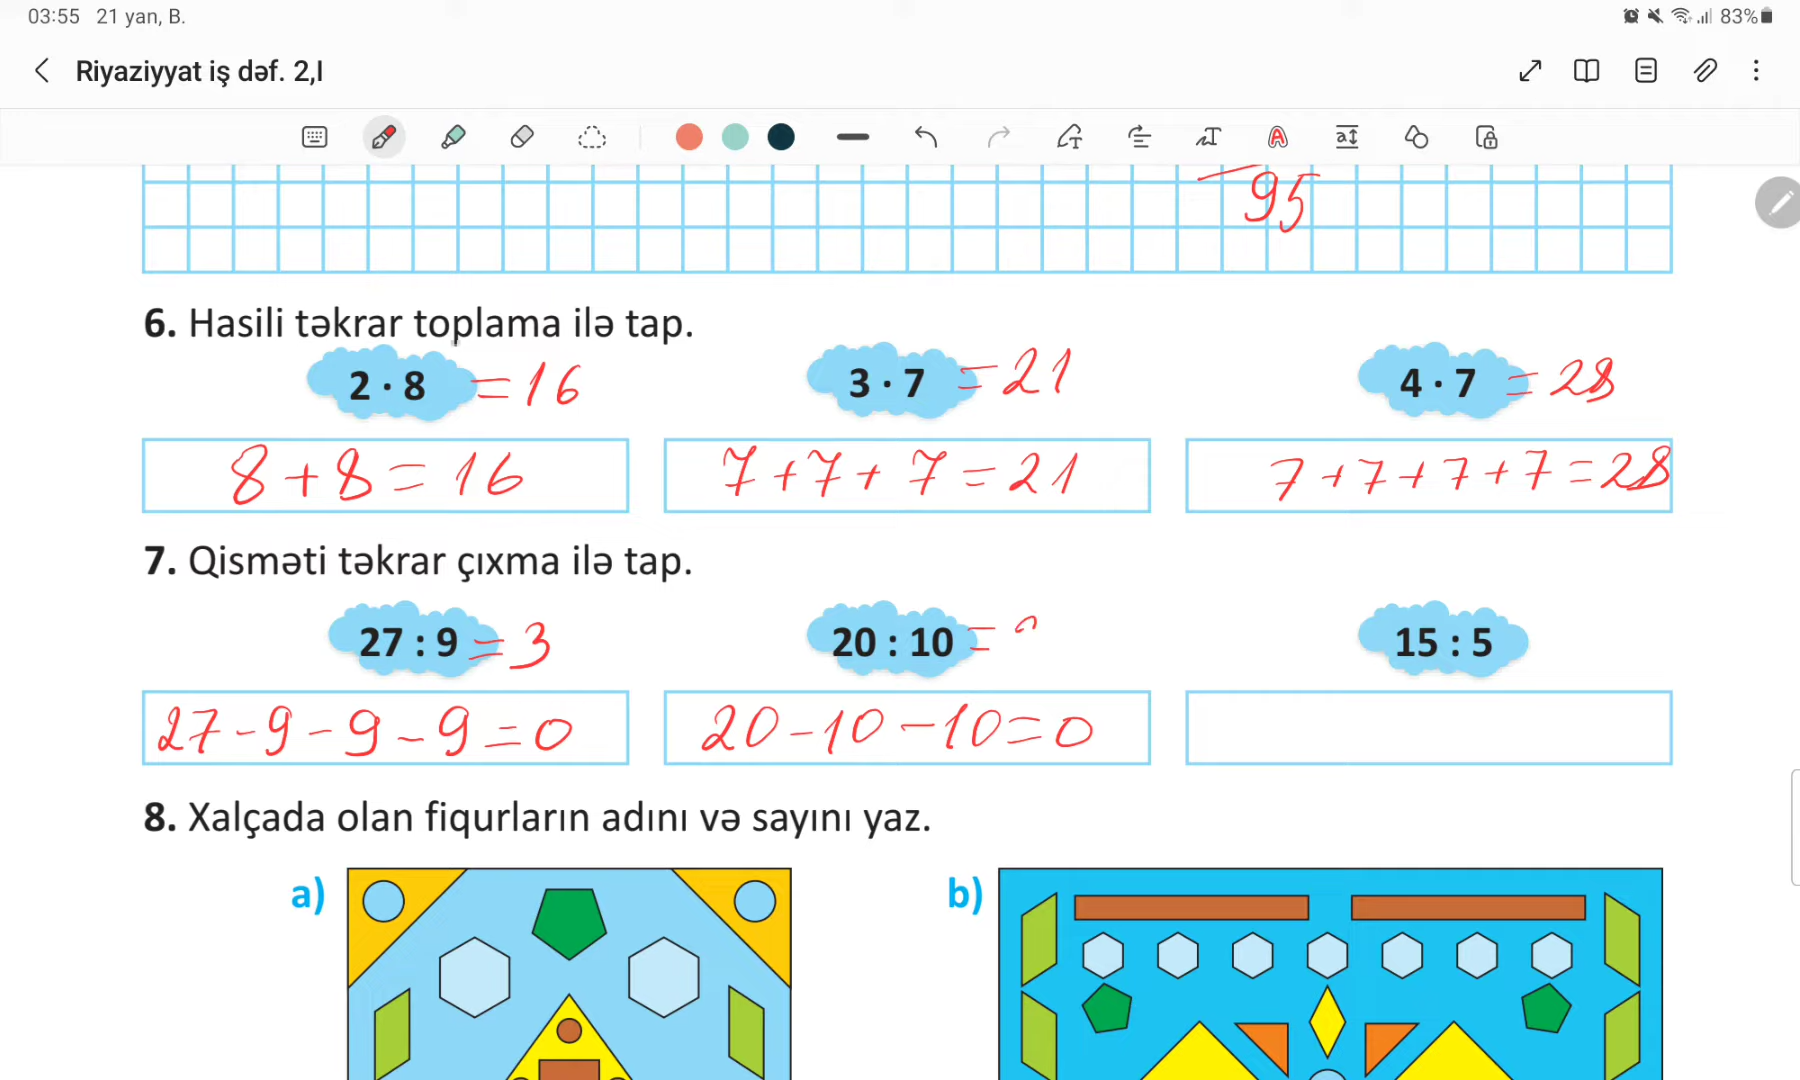 03:55 21 yan, B.
83%
Riyaziyyat iş dəf. 2,I
95
6. Hasili təkrar toplama ilə tap.
2 · 8 = 16
3 · 7 = 21
4 · 7 = 28
8 + 8 = 16
7 + 7 + 7 = 21
7 + 7 + 7 + 7 = 28
7. Qisməti təkrar çıxma ilə tap.
27 : 9 = 3
20 : 10 =
15 : 5
27 - 9 - 9 - 9 = 0
20 - 10 - 10 = 0
8. Xalçada olan fiqurların adını və sayını yaz.
a)
b)